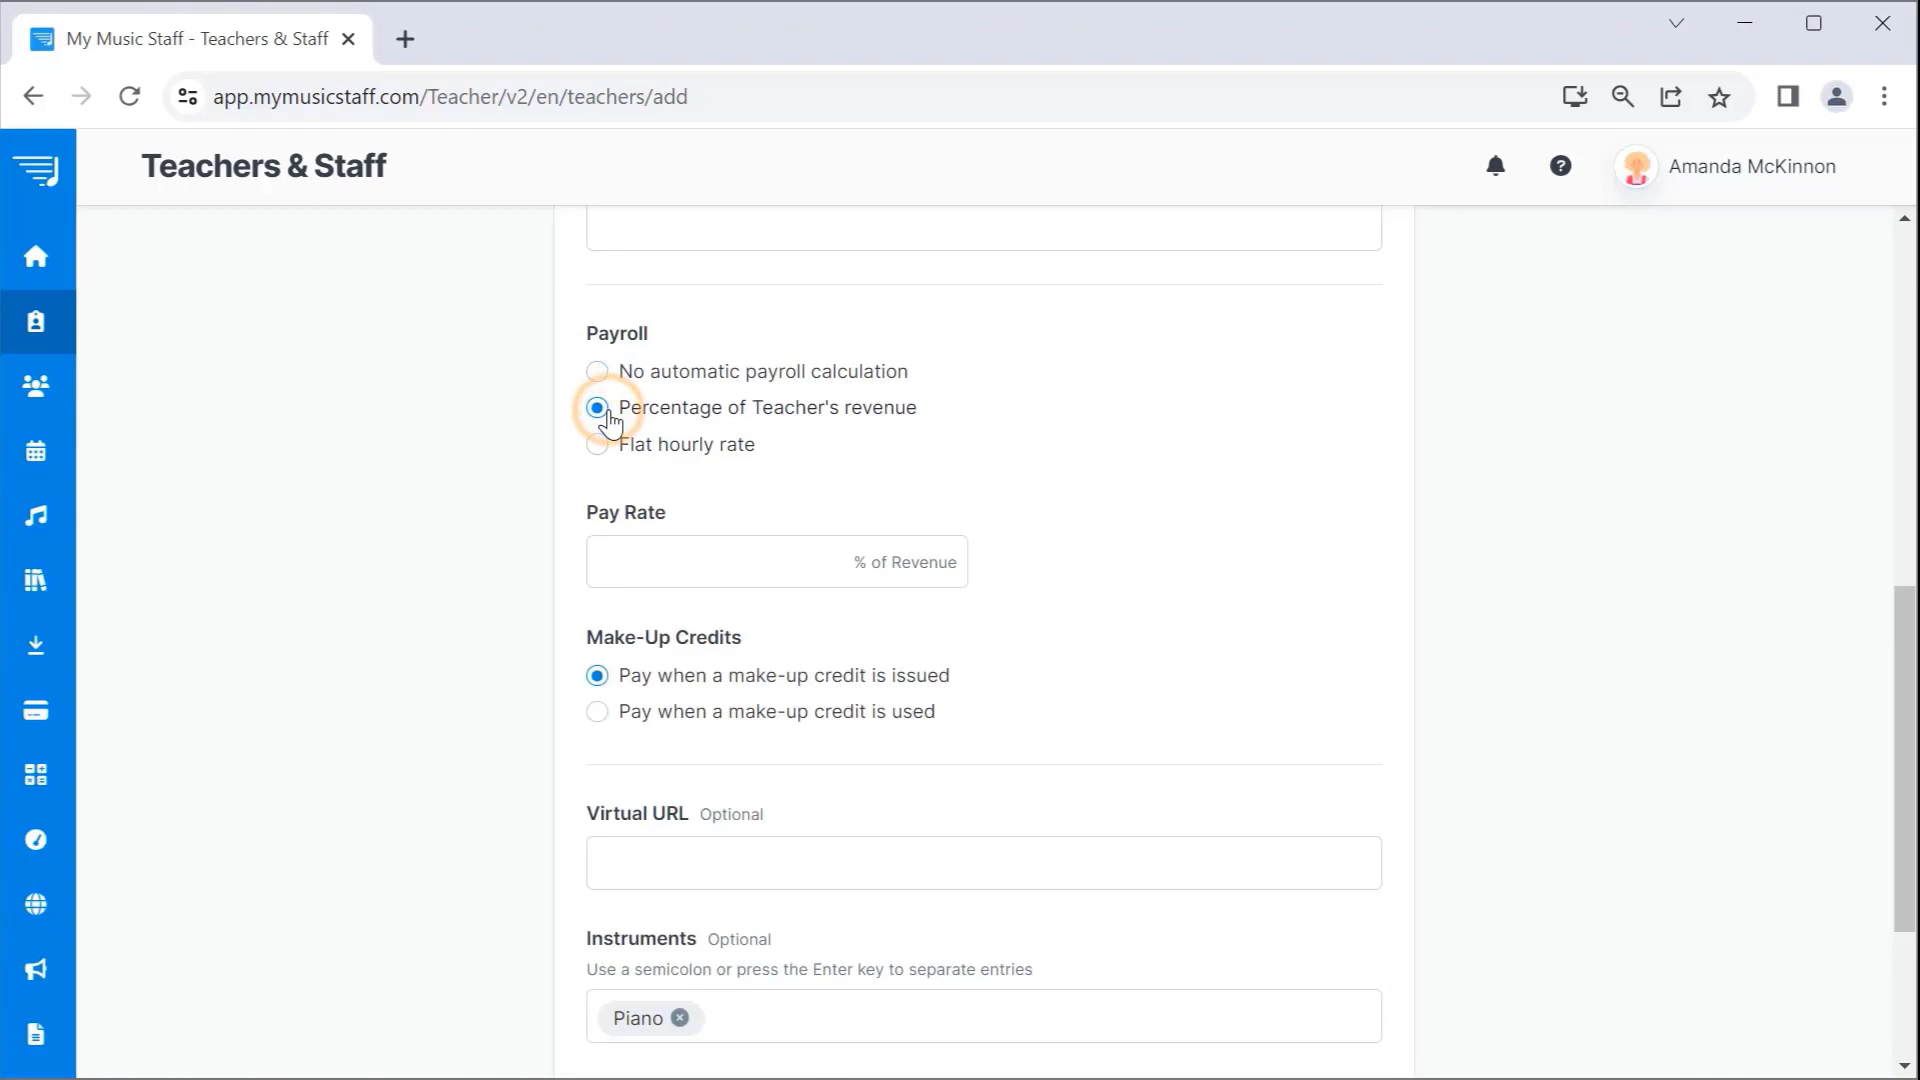 My Music Staff - Teachers & Staff
app.mymusicstaff.com/Teacher/v2/en/teachers/add
Teachers & Staff
Amanda McKinnon
Payroll
No automatic payroll calculation
Percentage of Teacher's revenue
Flat hourly rate
Pay Rate
% of Revenue
Make-Up Credits
Pay when a make-up credit is issued
Pay when a make-up credit is used
Virtual URL Optional
Instruments Optional
Use a semicolon or press the Enter key to separate entries
Piano